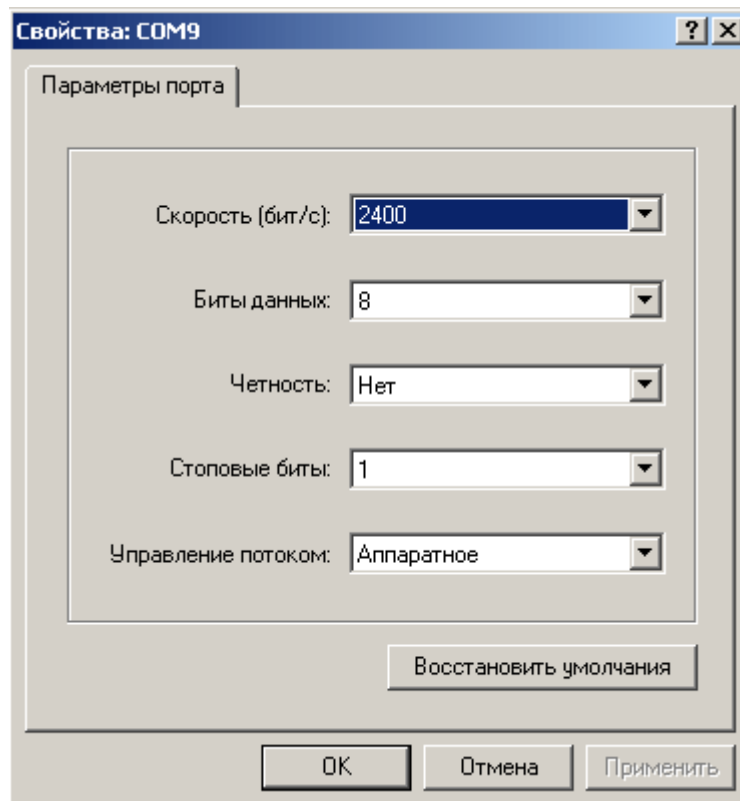 Свойства: COM9
Параметры порта
Скорость (бит/с): 2400
Биты данных: 8
Четность: Нет
Стоповые биты: 1
Управление потоком: Аппаратное
Восстановить умолчания
OK Отмена Применить